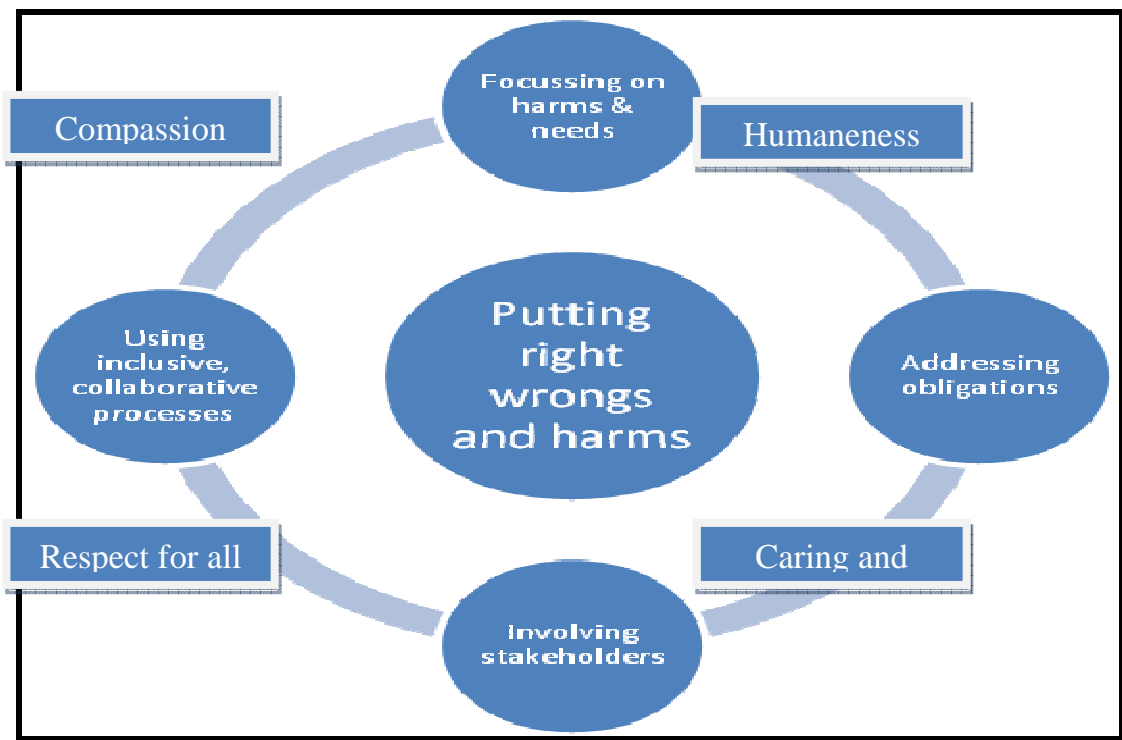 Focussing on
harms &
needs
Compassion
Humaneness
Using
inclusive,
collaborative
processes
Putting
right
wrongs
and harms
Addressing
obligations
Respect for all
Caring and
Involving
stakeholders